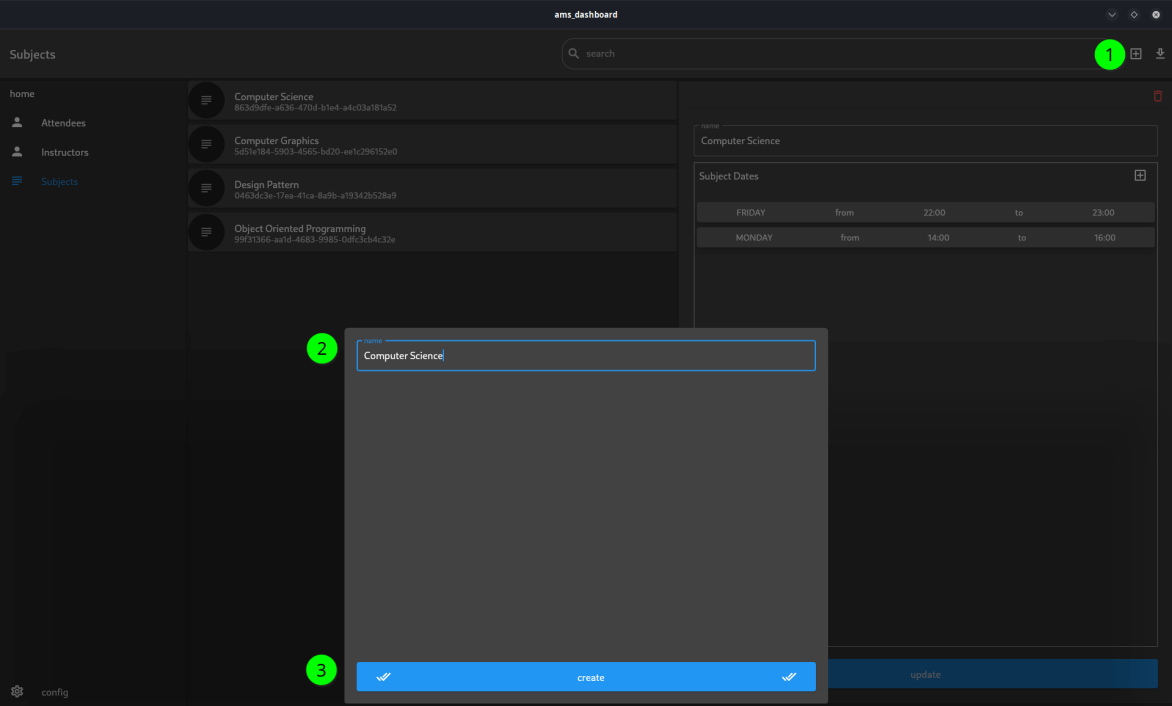 ams_dashboard
Subjects
search
1
home
Attendees
Instructors
Subjects
config
Computer Science
863d9dfe-a636-470d-b1e4-a4c03a181a52
Computer Graphics
5d51e184-5903-4565-bd20-ee1c296152e0
Design Pattern
0463dc3e-17ea-41ca-8a9b-a19342b528a9
Object Oriented Programming
99f31366-aa1d-4683-9985-0dfc3cb4c32e
name
Computer Science
Subject Dates
FRIDAY from 22:00 to 23:00
MONDAY from 14:00 to 16:00
update
2
name
Computer Science
3
create